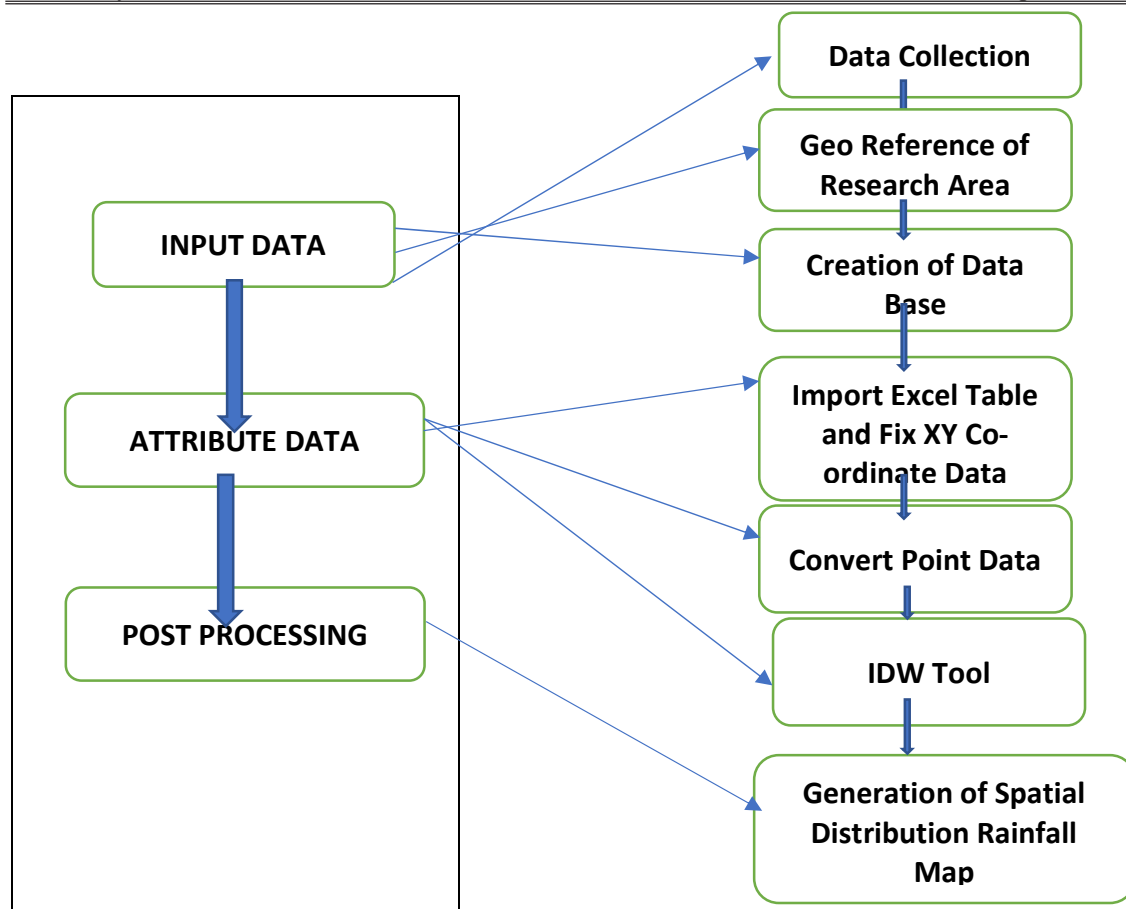 INPUT DATA
ATTRIBUTE DATA
POST PROCESSING
Data Collection
Geo Reference of
Research Area
Creation of Data
Base
Import Excel Table
and Fix XY Co-
ordinate Data
Convert Point Data
IDW Tool
Generation of Spatial
Distribution Rainfall
Map